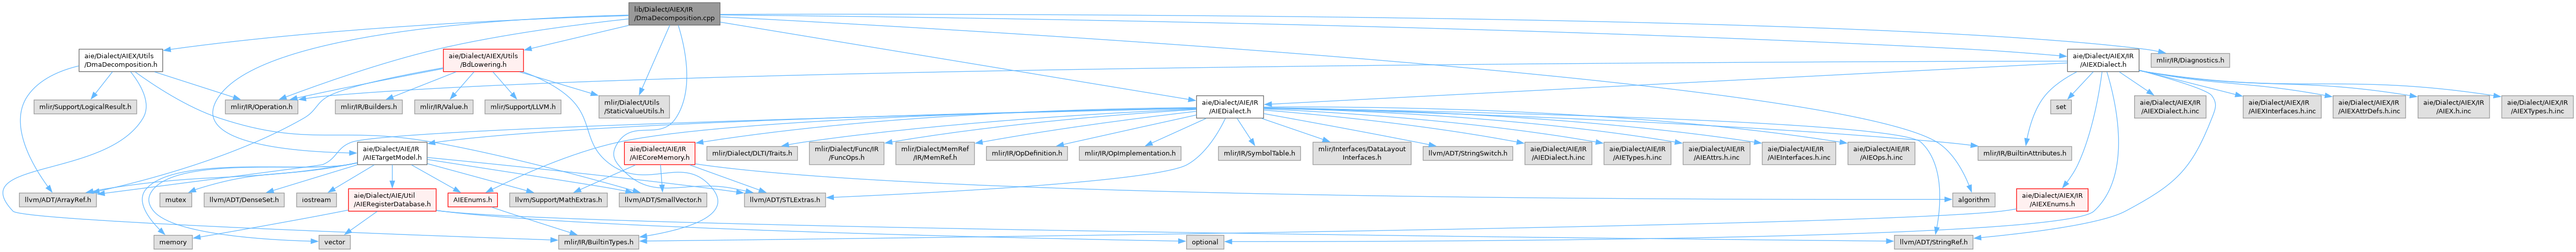 lib/Dialect/AIEX/IR
/DmaDecomposition.cpp
aie/Dialect/AIEX/Utils
/DmaDecomposition.h
aie/Dialect/AIEX/Utils
/BdLowering.h
aie/Dialect/AIEX/IR
/AIEXDialect.h
mlir/IR/Diagnostics.h
mlir/Support/LogicalResult.h
mlir/IR/Operation.h
mlir/IR/Builders.h
mlir/IR/Value.h
mlir/Support/LLVM.h
mlir/Dialect/Utils
/StaticValueUtils.h
aie/Dialect/AIE/IR
/AIEDialect.h
set
aie/Dialect/AIEX/IR
/AIEXDialect.h.inc
aie/Dialect/AIEX/IR
/AIEXInterfaces.h.inc
aie/Dialect/AIEX/IR
/AIEXAttrDefs.h.inc
aie/Dialect/AIEX/IR
/AIEX.h.inc
aie/Dialect/AIEX/IR
/AIEXTypes.h.inc
aie/Dialect/AIE/IR
/AIETargetModel.h
aie/Dialect/AIE/IR
/AIECoreMemory.h
mlir/Dialect/DLTI/Traits.h
mlir/Dialect/Func/IR
/FuncOps.h
mlir/Dialect/MemRef
/IR/MemRef.h
mlir/IR/OpDefinition.h
mlir/IR/OpImplementation.h
mlir/IR/SymbolTable.h
mlir/Interfaces/DataLayout
Interfaces.h
llvm/ADT/StringSwitch.h
aie/Dialect/AIE/IR
/AIEDialect.h.inc
aie/Dialect/AIE/IR
/AIETypes.h.inc
aie/Dialect/AIE/IR
/AIEAttrs.h.inc
aie/Dialect/AIE/IR
/AIEInterfaces.h.inc
aie/Dialect/AIE/IR
/AIEOps.h.inc
mlir/IR/BuiltinAttributes.h
llvm/ADT/ArrayRef.h
mutex
llvm/ADT/DenseSet.h
iostream
aie/Dialect/AIE/Util
/AIERegisterDatabase.h
AIEEnums.h
llvm/Support/MathExtras.h
llvm/ADT/SmallVector.h
llvm/ADT/STLExtras.h
algorithm
aie/Dialect/AIEX/IR
/AIEXEnums.h
memory
vector
optional
mlir/IR/BuiltinTypes.h
llvm/ADT/StringRef.h